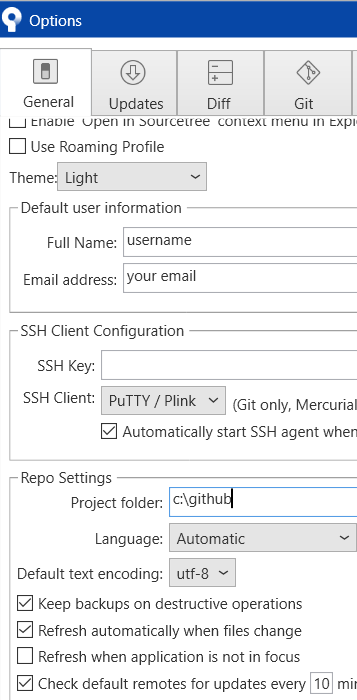 Options
General
Updates
Diff
Git
Enable 'Open in Sourcetree' context menu in Expl
Use Roaming Profile
Theme: Light
Default user information
Full Name: username
Email address: your email
SSH Client Configuration
SSH Key:
SSH Client: PuTTY / Plink (Git only, Mercurial
Automatically start SSH agent when
Repo Settings
Project folder: c:\github
Language: Automatic
Default text encoding: utf-8
Keep backups on destructive operations
Refresh automatically when files change
Refresh when application is not in focus
Check default remotes for updates every 10 min